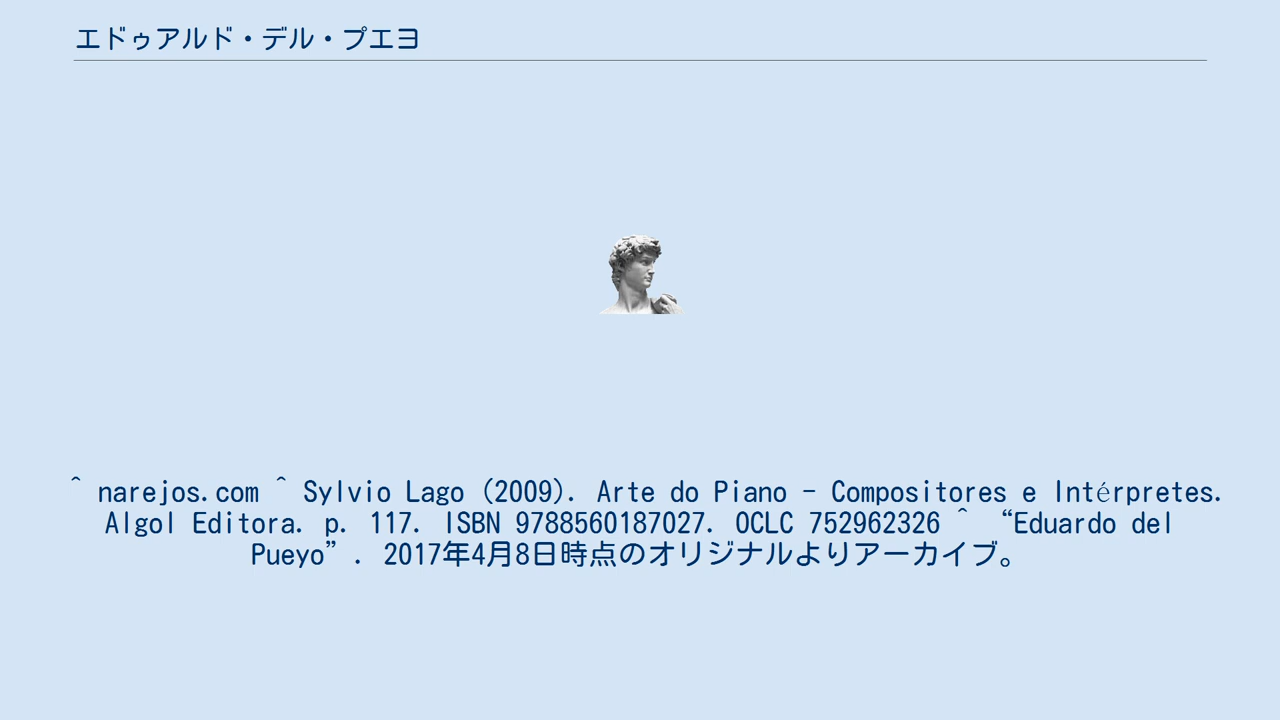 エドゥアルド・デル・プエヨ
^ narejos.com ^ Sylvio Lago (2009). Arte do Piano - Compositores e Intérpretes.
Algol Editora. p. 117. ISBN 9788560187027. OCLC 752962326 ^ “Eduardo del
Pueyo”. 2017年4月8日時点のオリジナルよりアーカイブ。